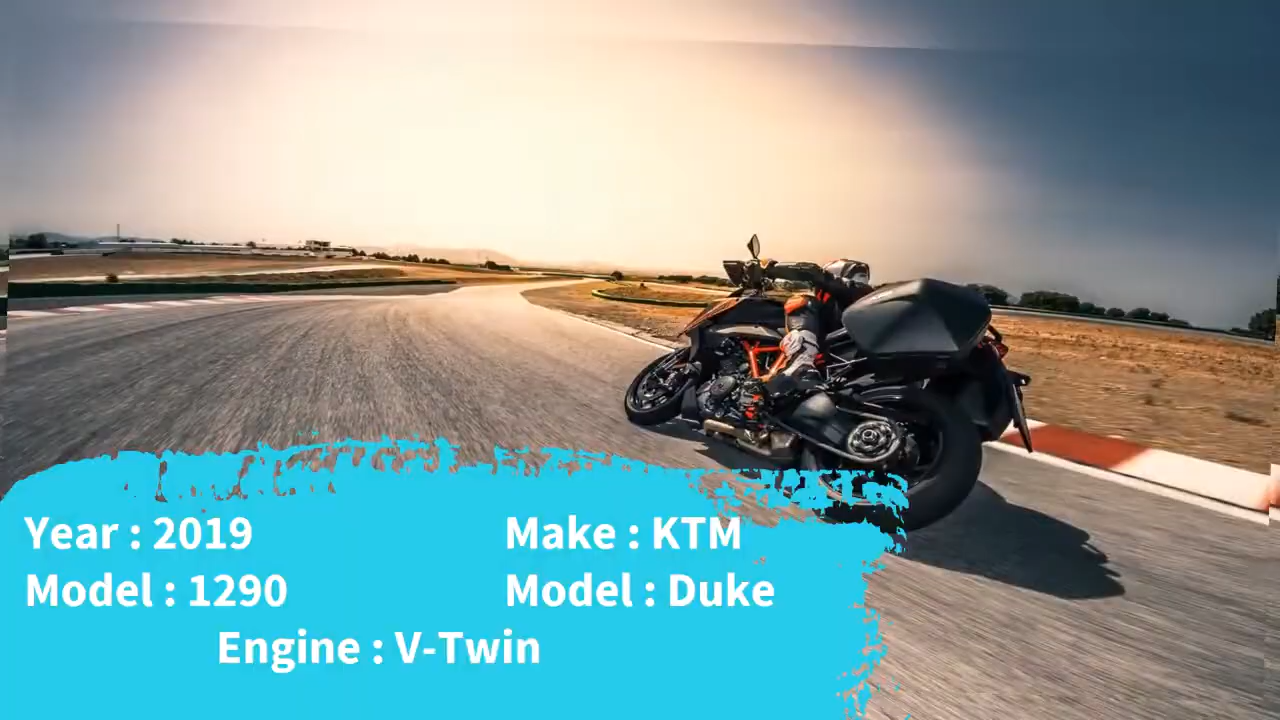 Year : 2019 Make : KTM
Model : 1290 Model : Duke
Engine : V-Twin